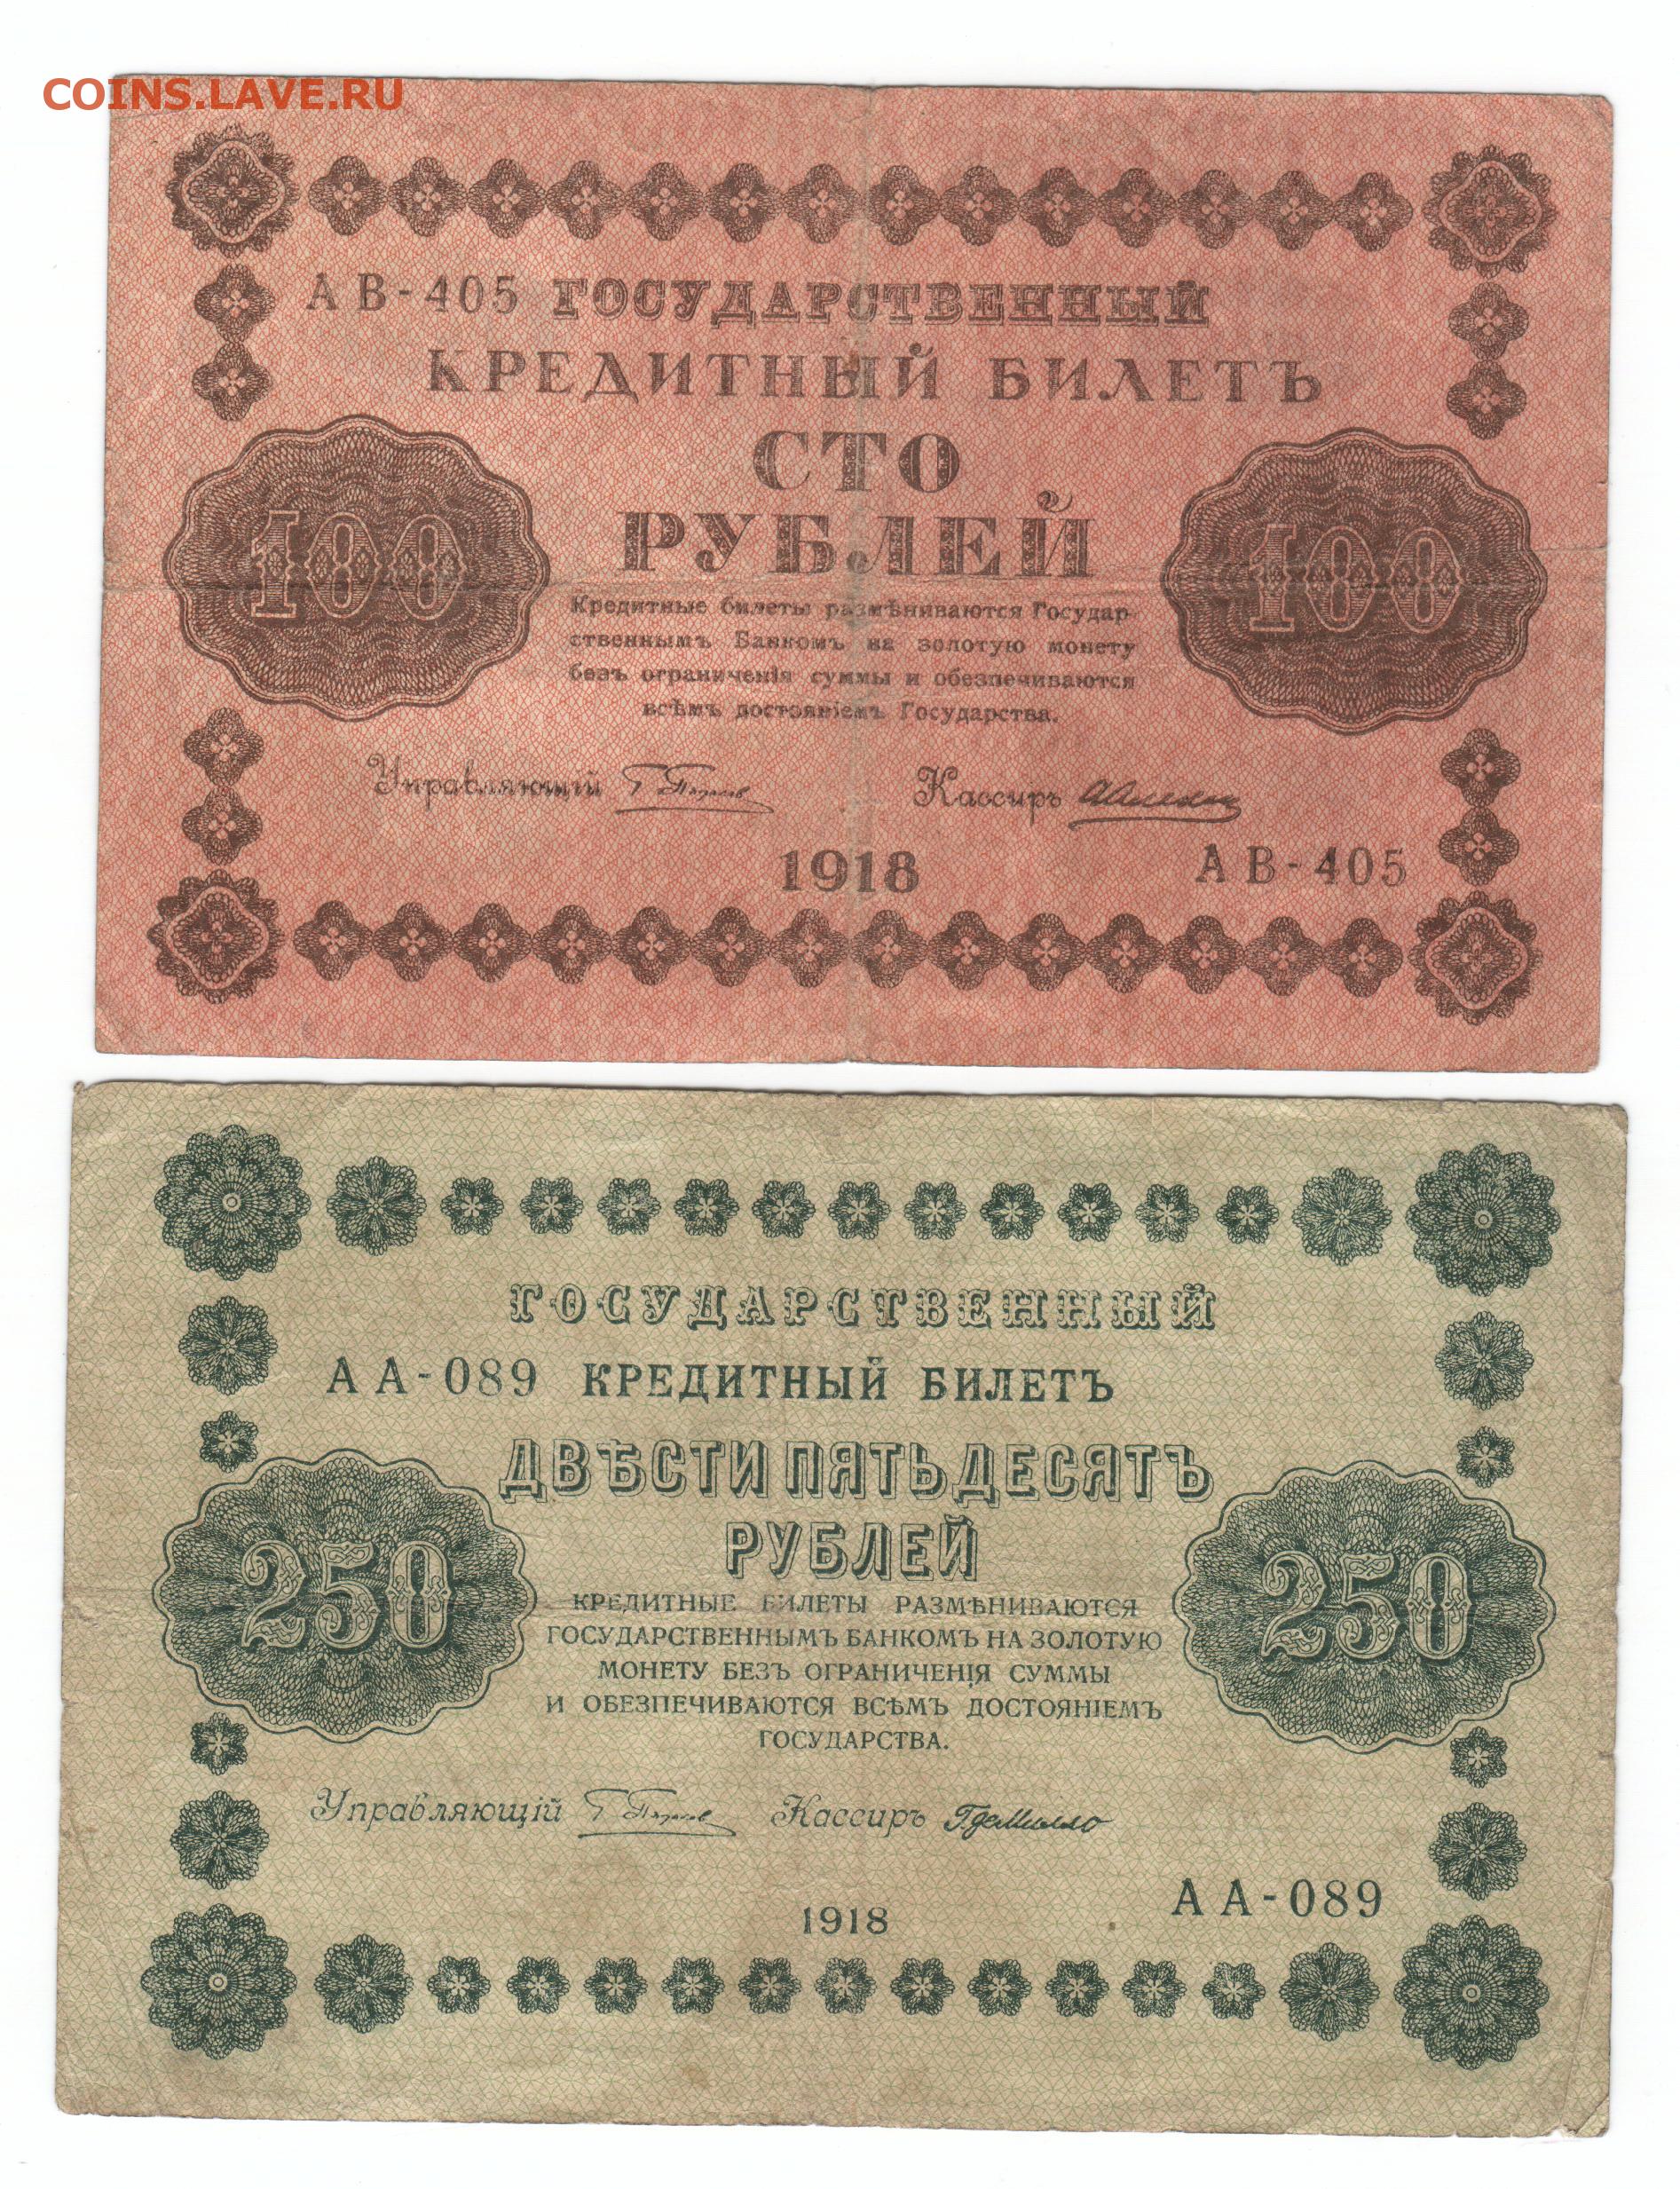 COINS.LAVE.RU
АВ-405 ГОСУДАРСТВЕННЫЙ
КРЕДИТНЫЙ БИЛЕТЪ
СТО
РУБЛЕЙ
100 100
Кредитные билеты размѣниваются Государ-
ственнымъ Банкомъ на золотую монету
безъ ограниченія суммы и обезпечиваются
всѣмъ достояніемъ Государства.
Управляющій Кассиръ
1918 АВ-405
ГОСУДАРСТВЕННЫЙ
АА-089 КРЕДИТНЫЙ БИЛЕТЪ
ДВѢСТИ ПЯТЬДЕСЯТЪ
РУБЛЕЙ
250 250
КРЕДИТНЫЕ БИЛЕТЫ РАЗМѢНИВАЮТСЯ
ГОСУДАРСТВЕННЫМЪ БАНКОМЪ НА ЗОЛОТУЮ
МОНЕТУ БЕЗЪ ОГРАНИЧЕНІЯ СУММЫ
И ОБЕЗПЕЧИВАЮТСЯ ВСѢМЪ ДОСТОЯНІЕМЪ
ГОСУДАРСТВА.
Управляющій Кассиръ Г. де Милло
АА-089
1918